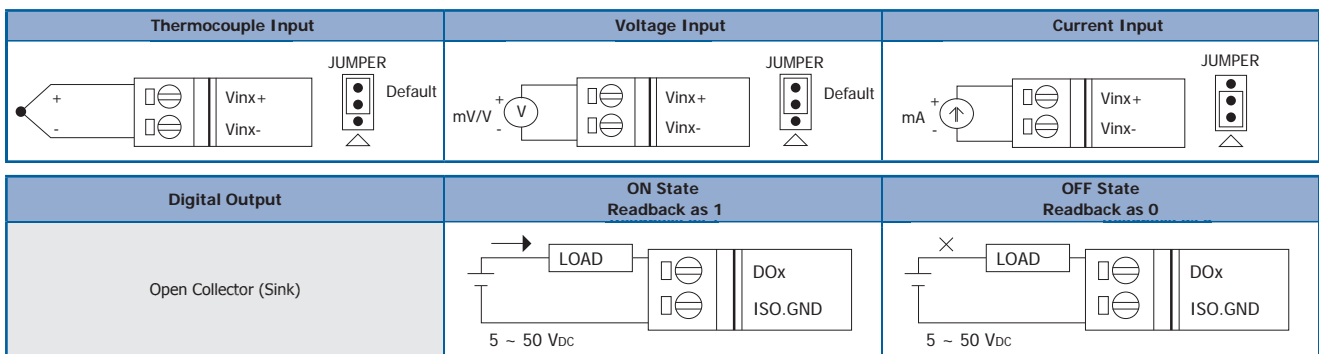 Thermocouple Input
Voltage Input
Current Input
JUMPER
+
-
Vinx+
Vinx-
Default
JUMPER
mV/V
+
-
V
Vinx+
Vinx-
Default
JUMPER
mA
+
-
Vinx+
Vinx-
Digital Output
ON State
Readback as 1
OFF State
Readback as 0
Open Collector (Sink)
LOAD
DOx
ISO.GND
5 ~ 50 VDC
LOAD
DOx
ISO.GND
5 ~ 50 VDC